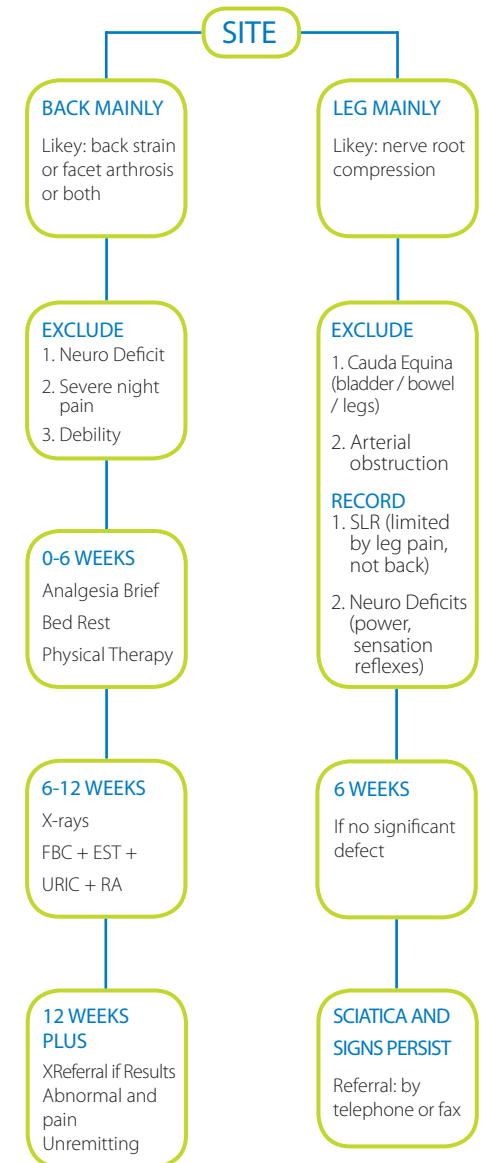 SITE
BACK MAINLY
Likey: back strain
or facet arthrosis
or both
EXCLUDE
1. Neuro Deficit
2. Severe night
pain
3. Debility
0-6 WEEKS
Analgesia Brief
Bed Rest
Physical Therapy
6-12 WEEKS
X-rays
FBC + EST +
URIC + RA
12 WEEKS
PLUS
XReferral if Results
Abnormal and
pain
Unremitting
LEG MAINLY
Likey: nerve root
compression
EXCLUDE
1. Cauda Equina
(bladder / bowel
/ legs)
2. Arterial
obstruction
RECORD
1. SLR (limited
by leg pain,
not back)
2. Neuro Deficits
(power,
sensation
reflexes)
6 WEEKS
If no significant
defect
SCIATICA AND
SIGNS PERSIST
Referral: by
telephone or fax